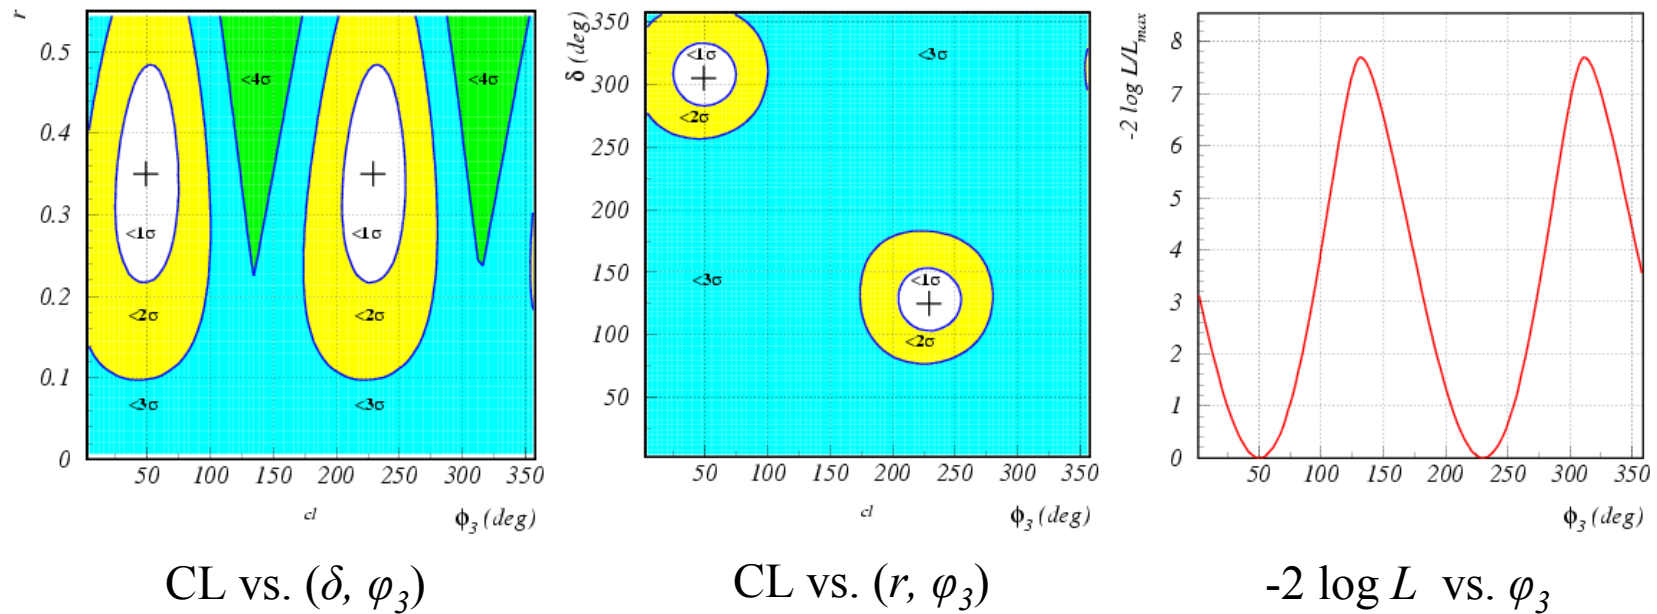 r
0.5
0.4
0.3
0.2
0.1
0
<4σ
<4σ
<1σ
<1σ
<2σ
<2σ
<3σ
<3σ
50 100 150 200 250 300 350
cl
ϕ3 (deg)
CL vs. (δ, φ3)
δ (deg)
350
300
250
200
150
100
50
<1σ
<3σ
<2σ
<3σ
<1σ
<2σ
50 100 150 200 250 300 350
cl
ϕ3 (deg)
CL vs. (r, φ3)
-2 log L/Lmax
8
7
6
5
4
3
2
1
0
50 100 150 200 250 300 350
ϕ3 (deg)
-2 log L vs. φ3